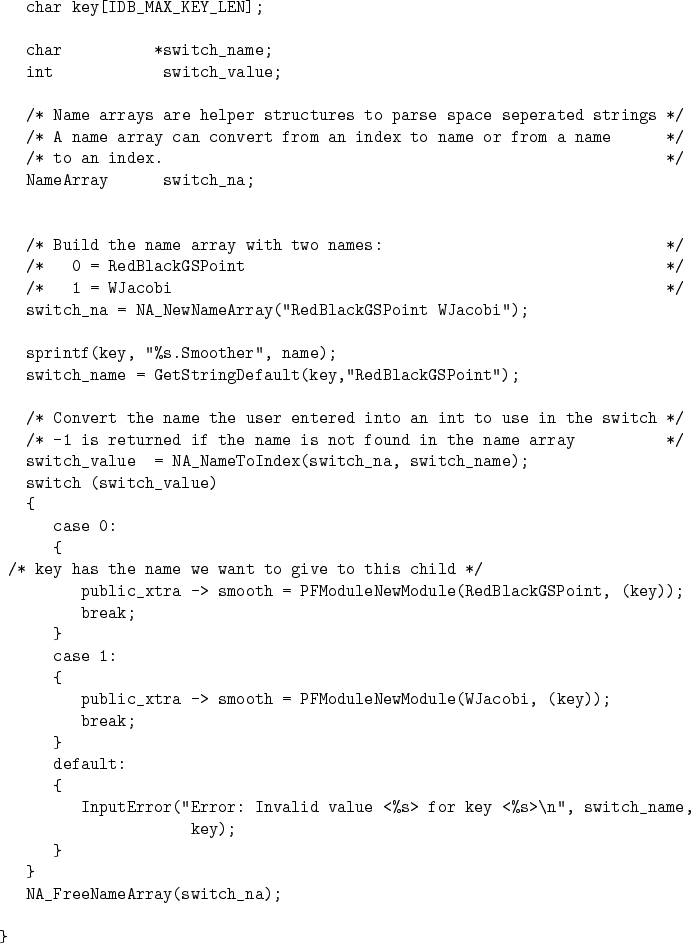 char key[IDB_MAX_KEY_LEN];
char *switch_name;
int switch_value;
/* Name arrays are helper structures to parse space seperated strings */
/* A name array can convert from an index to name or from a name */
/* to an index. */
NameArray switch_na;
/* Build the name array with two names: */
/* 0 = RedBlackGSPoint */
/* 1 = WJacobi */
switch_na = NA_NewNameArray("RedBlackGSPoint WJacobi");
sprintf(key, "%s.Smoother", name);
switch_name = GetStringDefault(key,"RedBlackGSPoint");
/* Convert the name the user entered into an int to use in the switch */
/* -1 is returned if the name is not found in the name array */
switch_value = NA_NameToIndex(switch_na, switch_name);
switch (switch_value)
{
case 0:
{
/* key has the name we want to give to this child */
public_xtra -> smooth = PFModuleNewModule(RedBlackGSPoint, (key));
break;
}
case 1:
{
public_xtra -> smooth = PFModuleNewModule(WJacobi, (key));
break;
}
default:
{
InputError("Error: Invalid value <%s> for key <%s>\n", switch_name,
key);
}
}
NA_FreeNameArray(switch_na);
}